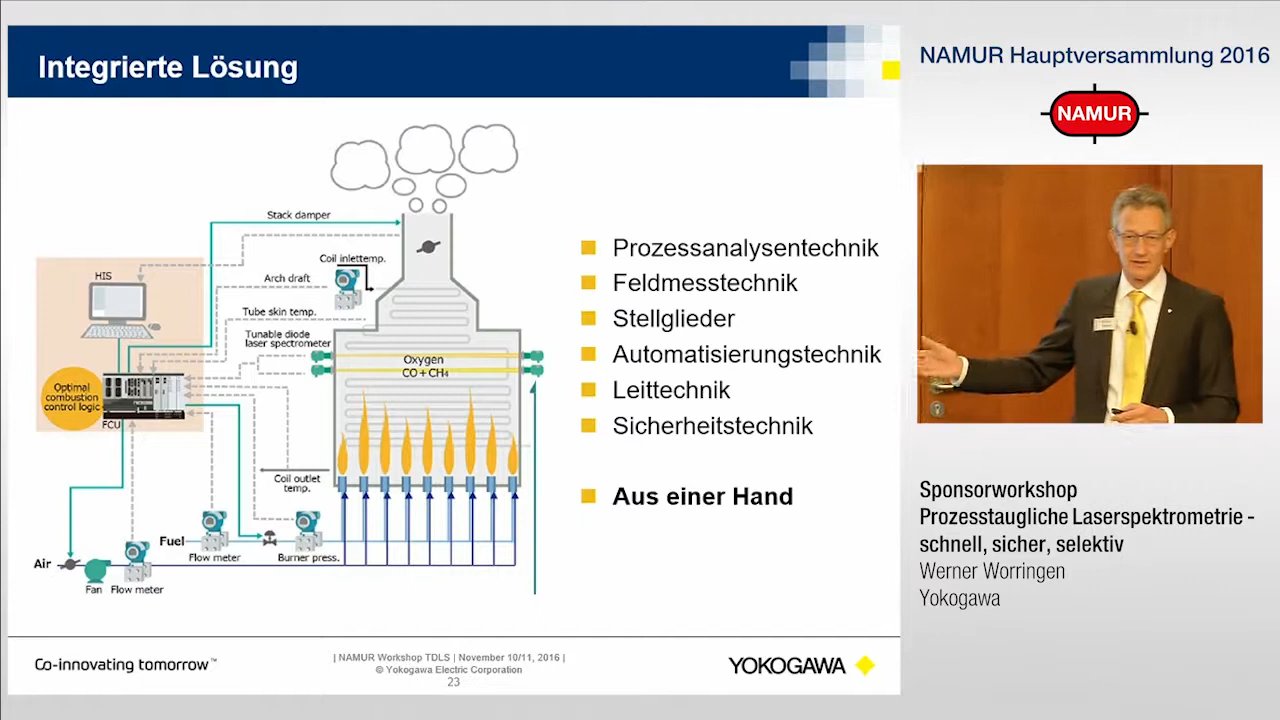 Integrierte Lösung
Stack damper
Coil inlettemp.
HIS
Arch draft
Tube skin temp.
Tunable diode
laser spectrometer
Oxygen
CO + CH4
Optimal
combustion
control logic
FCU
Coil outlet
temp.
Fuel
Flow meter
Burner press.
Air
Fan
Flow meter
Prozessanalysentechnik
Feldmesstechnik
Stellglieder
Automatisierungstechnik
Leittechnik
Sicherheitstechnik
Aus einer Hand
Co-innovating tomorrow™
| NAMUR Workshop TDLS | November 10/11, 2016 |
© Yokogawa Electric Corporation
23
YOKOGAWA
NAMUR Hauptversammlung 2016
NAMUR
Sponsorworkshop
Prozesstaugliche Laserspektrometrie -
schnell, sicher, selektiv
Werner Worringen
Yokogawa